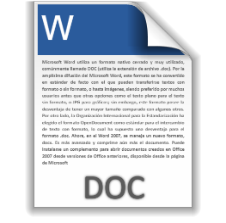 W
Microsoft Word utiliza un formato nativo cerrado y muy utilizado,
comúnmente llamado DOC (utiliza la extensión de archivo .doc). Por la
amplísima difusión del Microsoft Word, este formato se ha convertido
en estándar de facto con el que pueden transferirse textos con
formato o sin formato, o hasta imágenes, siendo preferido por muchos
usuarios antes que otras opciones como el texto plano para el texto
sin formato, o JPG para gráficos; sin embargo, este formato posee la
desventaja de tener un mayor tamaño comparado con algunos otros.
Por otro lado, la Organización Internacional para la Estandarización ha
elegido el formato OpenDocument como estándar para el intercambio
de texto con formato, lo cual ha supuesto una desventaja para el
formato .doc. Ahora, en el Word 2007, se maneja un nuevo formato,
docx. Es más avanzado y comprime aún más el documento. Puede
instalarse un complemento para abrir documentos creados en Office
2007 desde versiones de Office anteriores, disponible desde la página
de Microsoft.
DOC